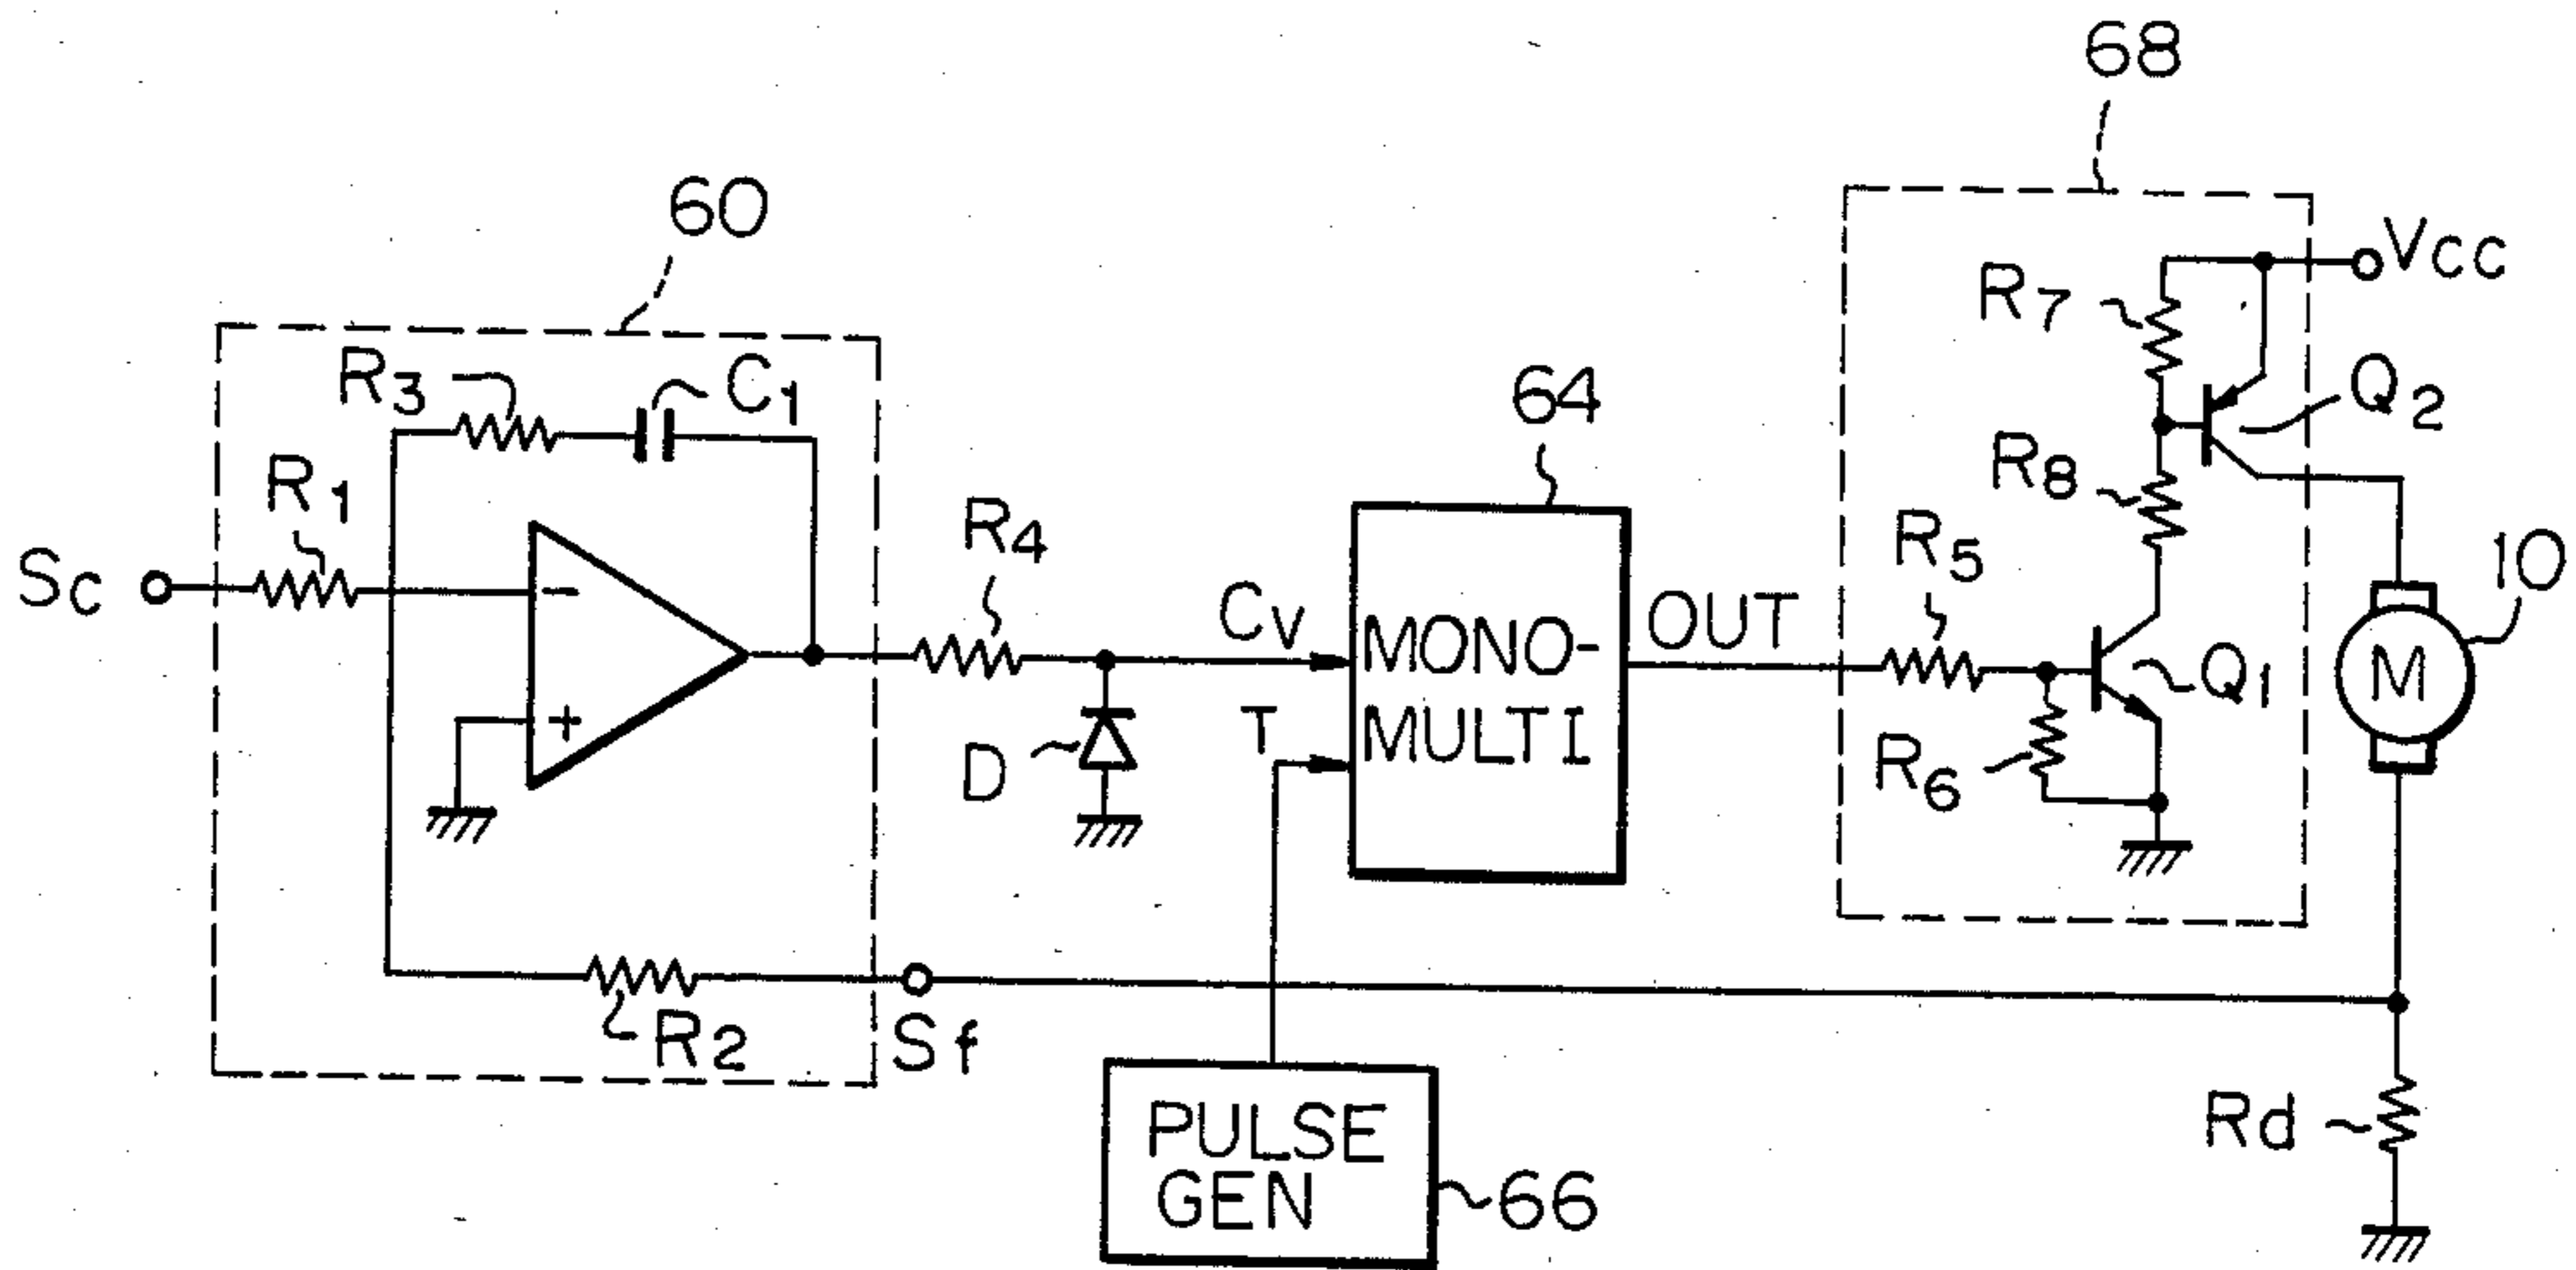 68
60
Vcc
R7
R3
C1
64
Q2
R1
R8
R4
R5
10
Sc
-
Cv
MONO-
OUT
M
Q1
+
D
T
MULTI
R6
R2
Sf
PULSE
GEN
66
Rd